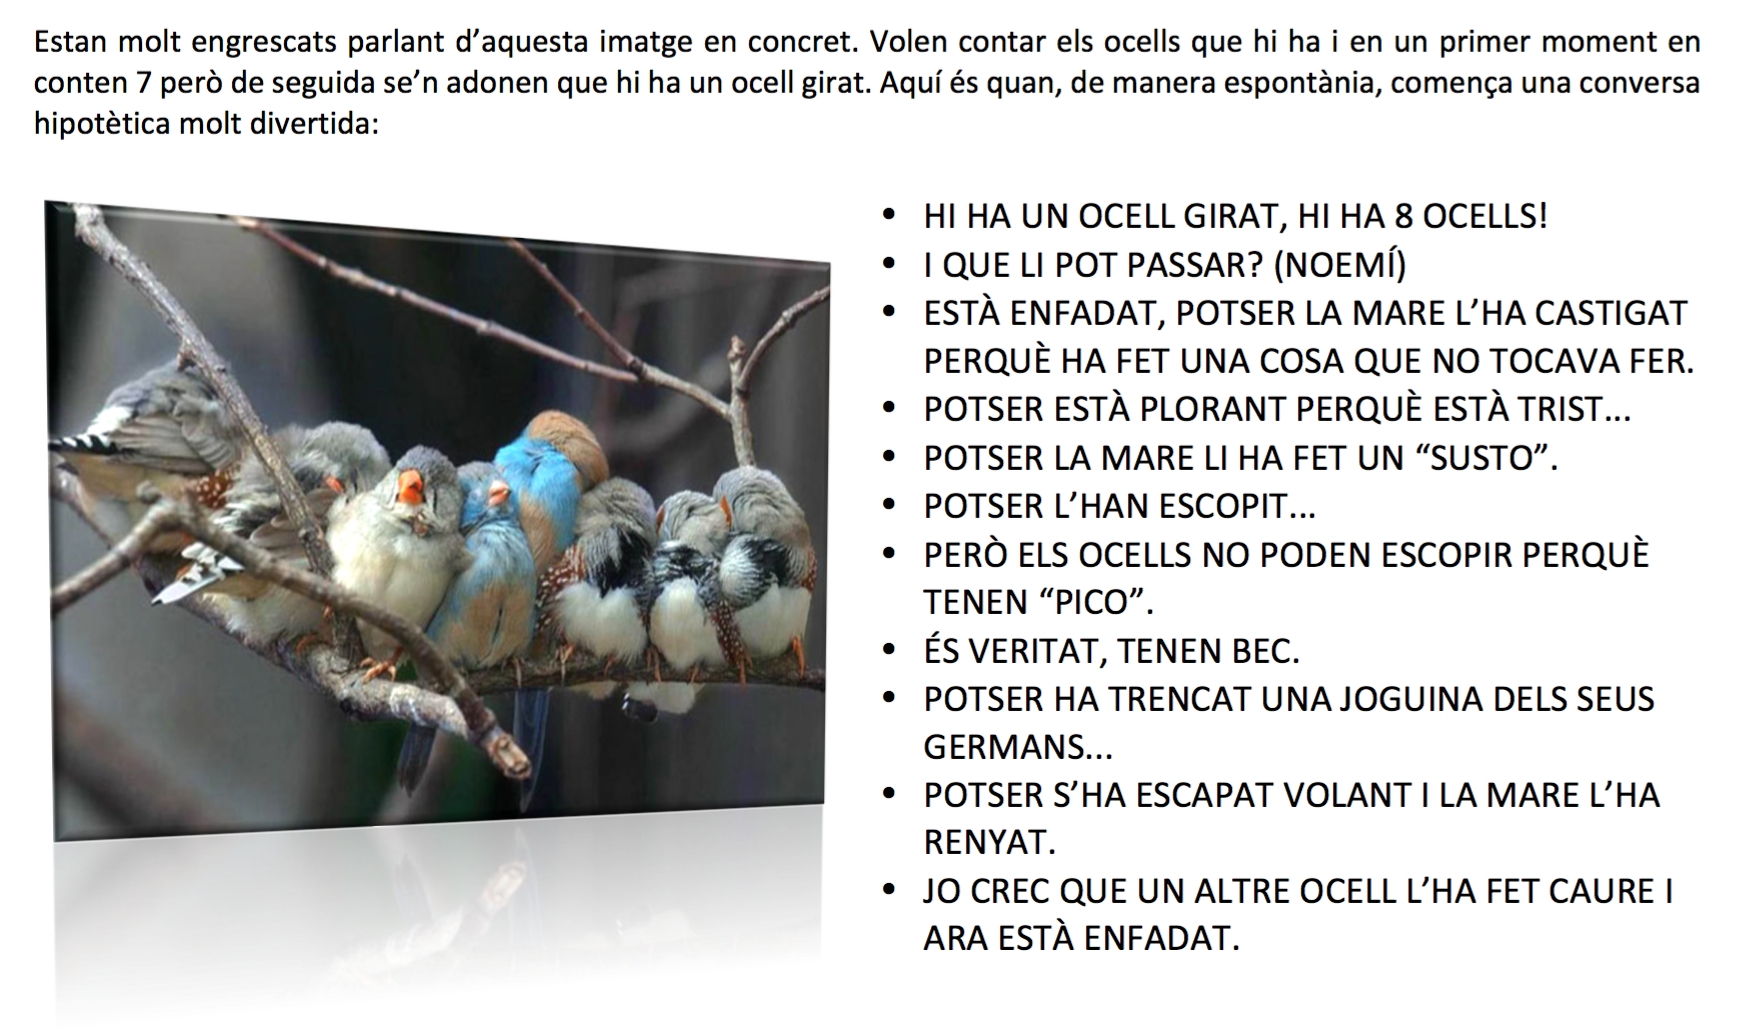 Estan molt engrescats parlant d’aquesta imatge en concret. Volen contar els ocells que hi ha i en un primer moment en
conten 7 però de seguida se’n adonen que hi ha un ocell girat. Aquí és quan, de manera espontània, comença una conversa
hipotètica molt divertida:
• HI HA UN OCELL GIRAT, HI HA 8 OCELLS!
• I QUE LI POT PASSAR? (NOEMÍ)
• ESTÀ ENFADAT, POTSER LA MARE L’HA CASTIGAT
PERQUÈ HA FET UNA COSA QUE NO TOCAVA FER.
• POTSER ESTÀ PLORANT PERQUÈ ESTÀ TRIST...
• POTSER LA MARE LI HA FET UN “SUSTO”.
• POTSER L’HAN ESCOPIT...
• PERÒ ELS OCELLS NO PODEN ESCOPIR PERQUÈ
TENEN “PICO”.
• ÉS VERITAT, TENEN BEC.
• POTSER HA TRENCAT UNA JOGUINA DELS SEUS
GERMANS...
• POTSER S’HA ESCAPAT VOLANT I LA MARE L’HA
RENYAT.
• JO CREC QUE UN ALTRE OCELL L’HA FET CAURE I
ARA ESTÀ ENFADAT.